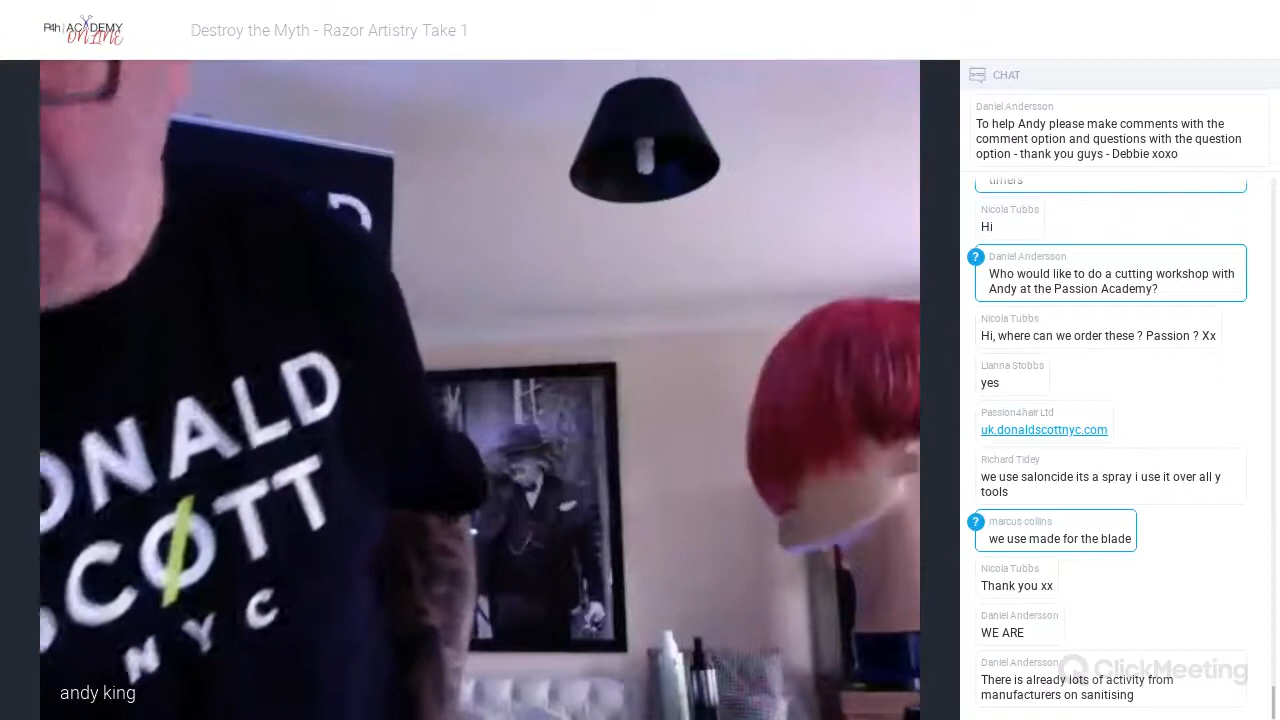 P4h ACADEMY
ONLINE
Destroy the Myth - Razor Artistry Take 1
CHAT
Daniel Andersson
To help Andy please make comments with the
comment option and questions with the question
option - thank you guys - Debbie xoxo
timers
Nicola Tubbs
Hi
?
Daniel Andersson
Who would like to do a cutting workshop with
Andy at the Passion Academy?
Nicola Tubbs
Hi, where can we order these ? Passion ? Xx
Lianna Stobbs
yes
Passion4hair Ltd
uk.donaldscottnyc.com
Richard Tidey
we use saloncide its a spray i use it over all y
tools
?
marcus collins
we use made for the blade
Nicola Tubbs
Thank you xx
Daniel Andersson
WE ARE
Daniel Andersson
There is already lots of activity from
manufacturers on sanitising
ClickMeeting
ONALD
SCOTT
NYC
andy king